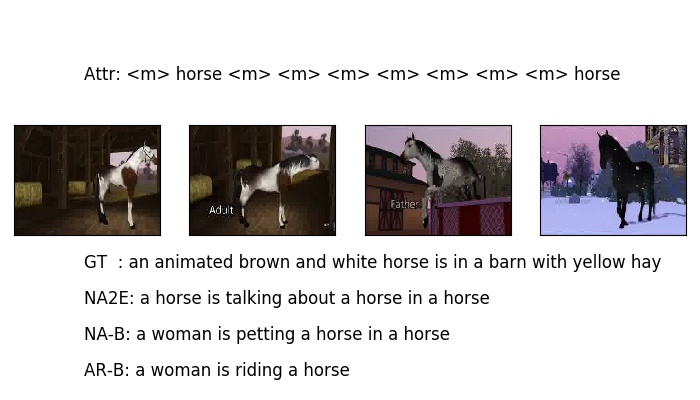 Attr: <m> horse <m> <m> <m> <m> <m> <m> <m> horse
Adult
Father
GT : an animated brown and white horse is in a barn with yellow hay
NA2E: a horse is talking about a horse in a horse
NA-B: a woman is petting a horse in a horse
AR-B: a woman is riding a horse